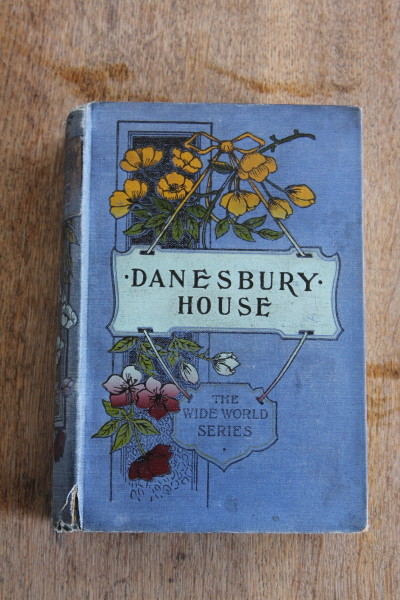 ·DANESBURY·
HOUSE
THE
WIDE WORLD
SERIES